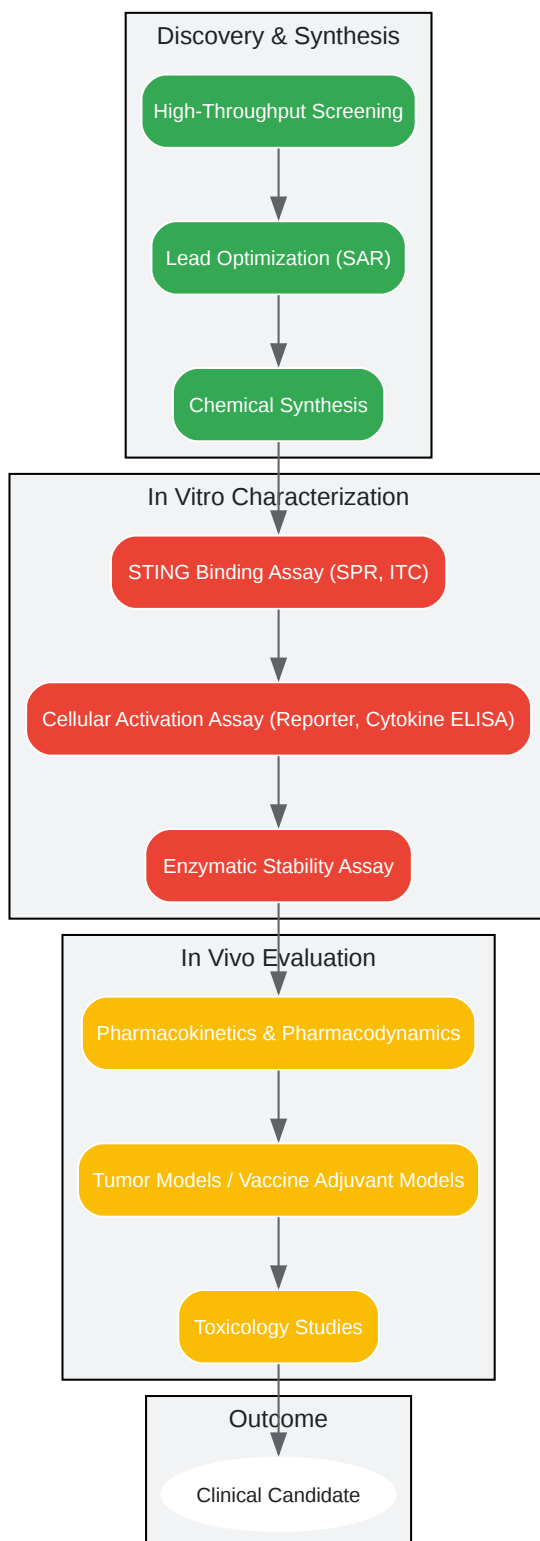 Discovery & Synthesis
High-Throughput Screening
Lead Optimization (SAR)
Chemical Synthesis
In Vitro Characterization
STING Binding Assay (SPR, ITC)
Cellular Activation Assay (Reporter, Cytokine ELISA)
Enzymatic Stability Assay
In Vivo Evaluation
Pharmacokinetics & Pharmacodynamics
Tumor Models / Vaccine Adjuvant Models
Toxicology Studies
Outcome
Clinical Candidate